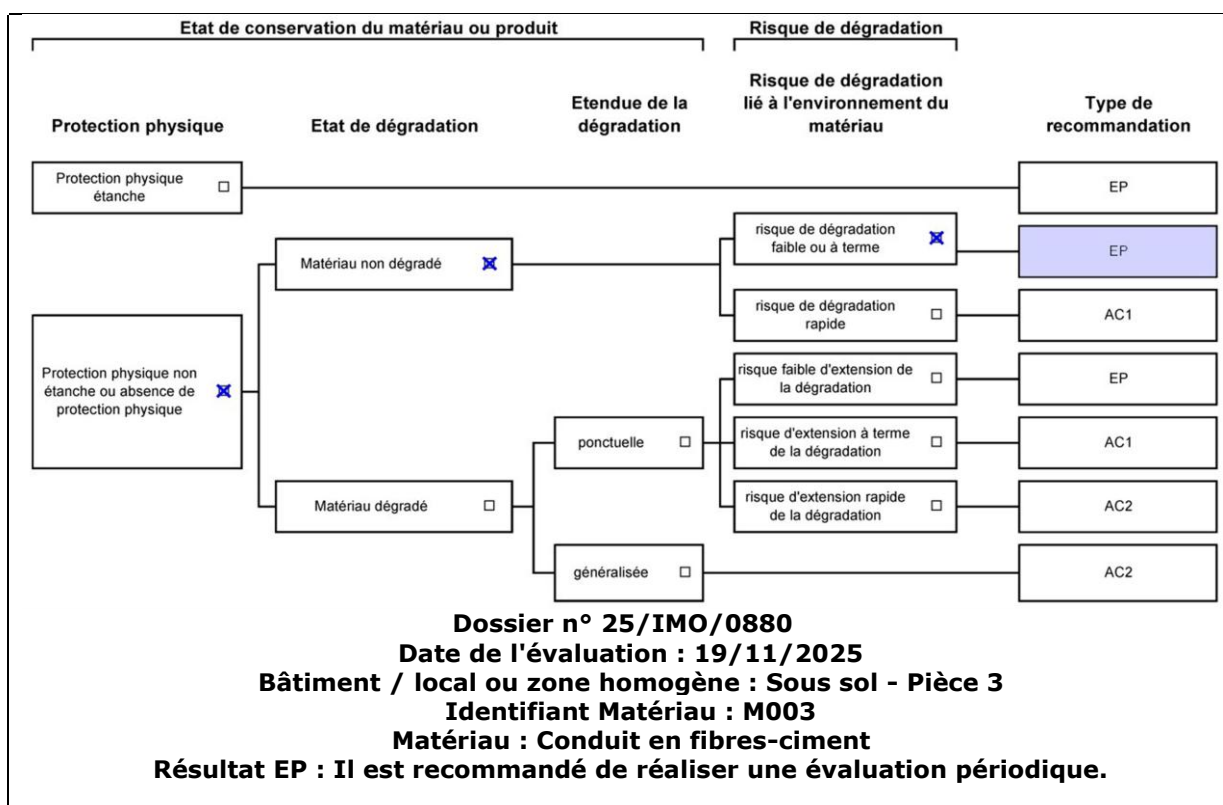 Etat de conservation du matériau ou produit
Risque de dégradation
Protection physique
Etat de dégradation
Etendue de la
dégradation
Risque de dégradation
lié à l'environnement du
matériau
Type de
recommandation
Protection physique
étanche
EP
risque de dégradation
faible ou à terme
EP
Matériau non dégradé
risque de dégradation
rapide
AC1
Protection physique non
étanche ou absence de
protection physique
risque faible d'extension de
la dégradation
EP
ponctuelle
risque d'extension à terme
de la dégradation
AC1
Matériau dégradé
risque d'extension rapide
de la dégradation
AC2
généralisée
AC2
Dossier n° 25/IMO/0880
Date de l'évaluation : 19/11/2025
Bâtiment / local ou zone homogène : Sous sol - Pièce 3
Identifiant Matériau : M003
Matériau : Conduit en fibres-ciment
Résultat EP : Il est recommandé de réaliser une évaluation périodique.